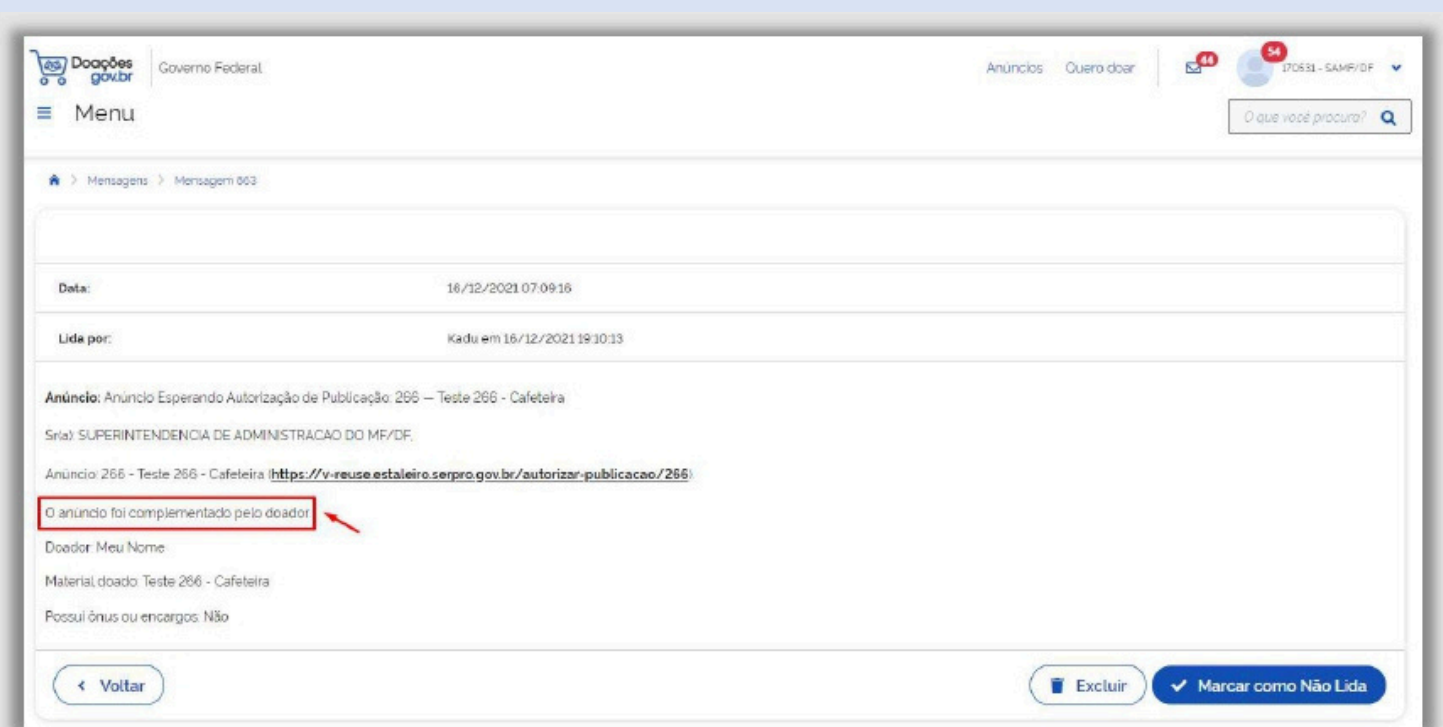 Doações
gov.br
Governo Federal
Anúncios Quero doar 44 54 170531 - SAMF/DF
Menu
O que você procura?
Mensagens > Mensagem 663
Data: 16/12/2021 07:09:16
Lida por: Kadu em 16/12/2021 19:10:13
Anúncio: Anúncio Esperando Autorização de Publicação: 266 — Teste 266 - Cafeteira
Sr(a): SUPERINTENDENCIA DE ADMINISTRACAO DO MF/DF,
Anúncio: 266 - Teste 266 - Cafeteira (https://v-reuse.estaleiro.serpro.gov.br/autorizar-publicacao/266)
O anúncio foi complementado pelo doador
Doador: Meu Nome
Material doado: Teste 266 - Cafeteira
Possui ônus ou encargos: Não
Voltar
Excluir
Marcar como Não Lida